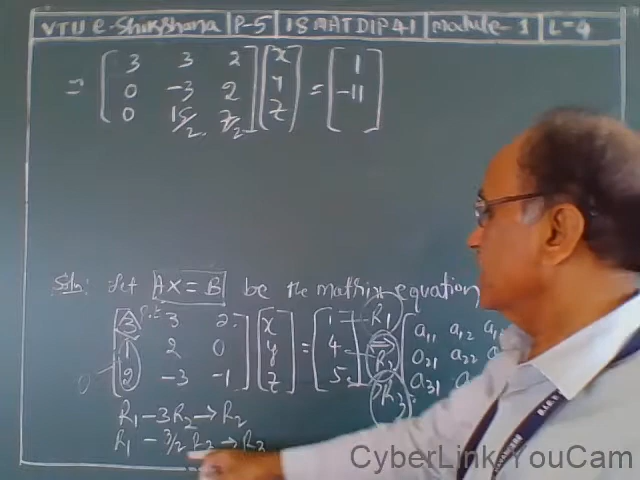 VTU e-Shikshana | P-5 | 18 MATDIP41 | module-1 | L=4
⇒ [3 3 2; 0 -3 2; 0 15/2 7/2] [x; y; z] = [1; -11; ]
Soln: Let AX = B be the matrix equation
[3 3 2; 1 2 0; 2 -3 -1] [x; y; z] = [1; 4; 5] R1 R2 R3 [a11 a12; a21 a22; a31]
R1 - 3R2 → R2
R1 - 3/2 R3 → R3
CyberLink YouCam